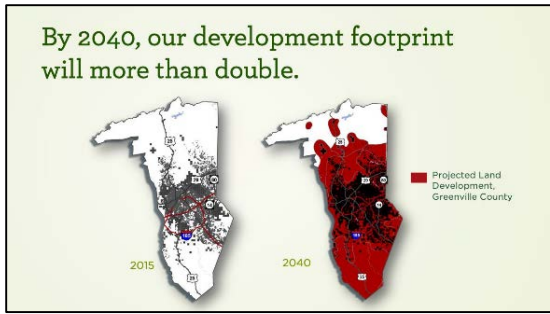 By 2040, our development footprint
will more than double.
Projected Land
Development,
Greenville County
2015
2040